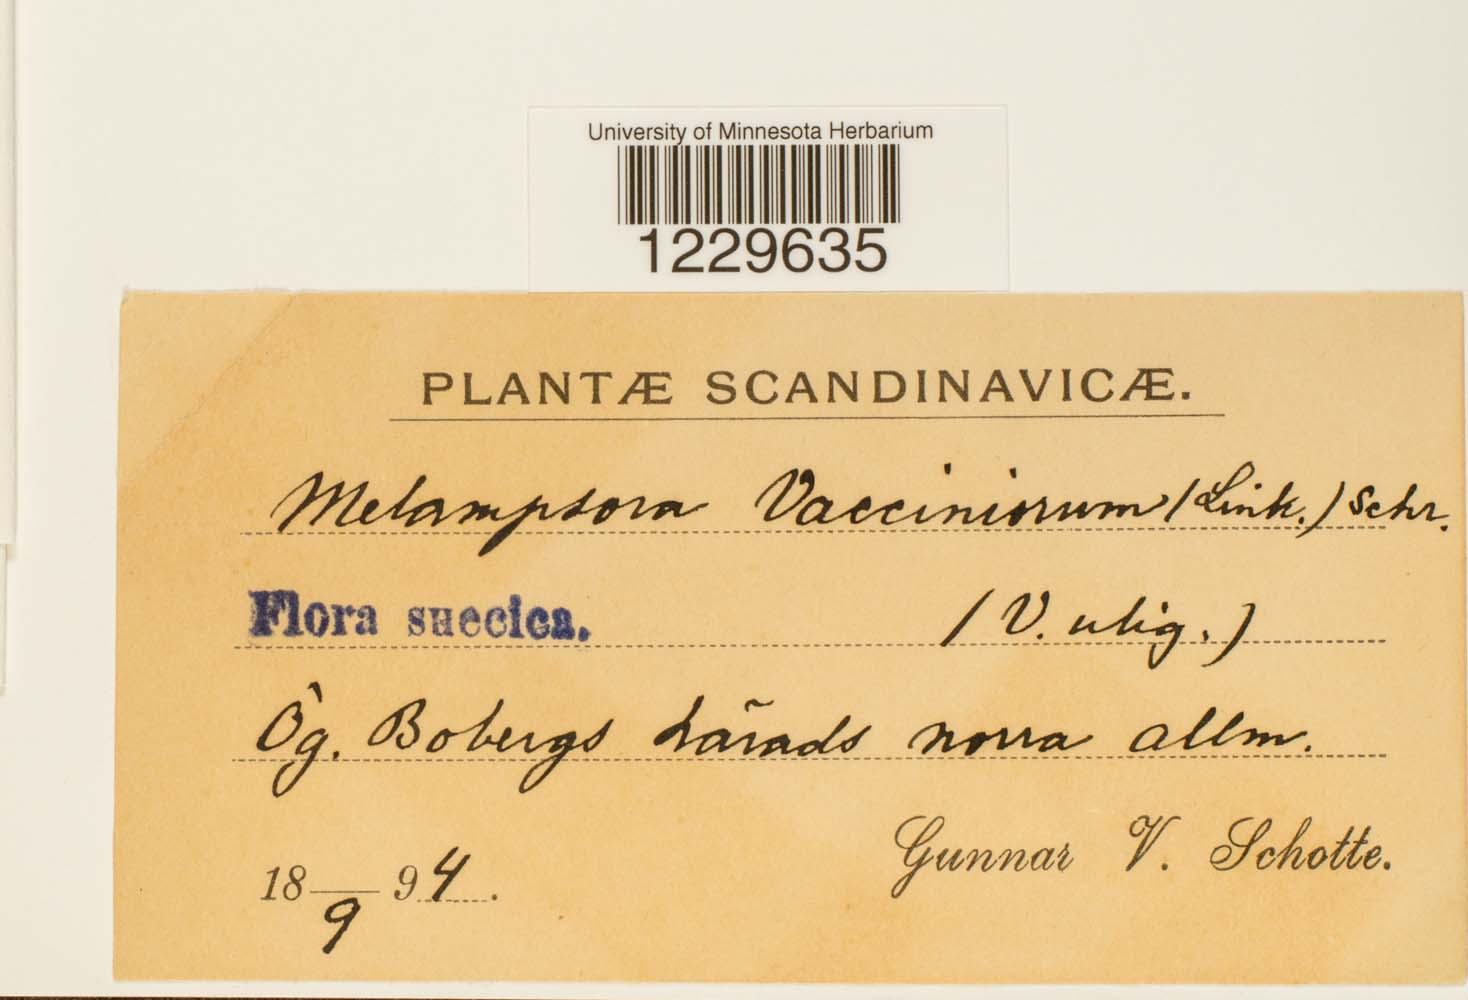 University of Minnesota Herbarium
1229635
PLANTÆ SCANDINAVICÆ.
Melampsora Vacciniorum (Link.) Schr.
Flora suecica. (V. ulig.)
Ög. Bobergs härads norra allm.
Gunnar V. Schotte.
18 — 94.
9